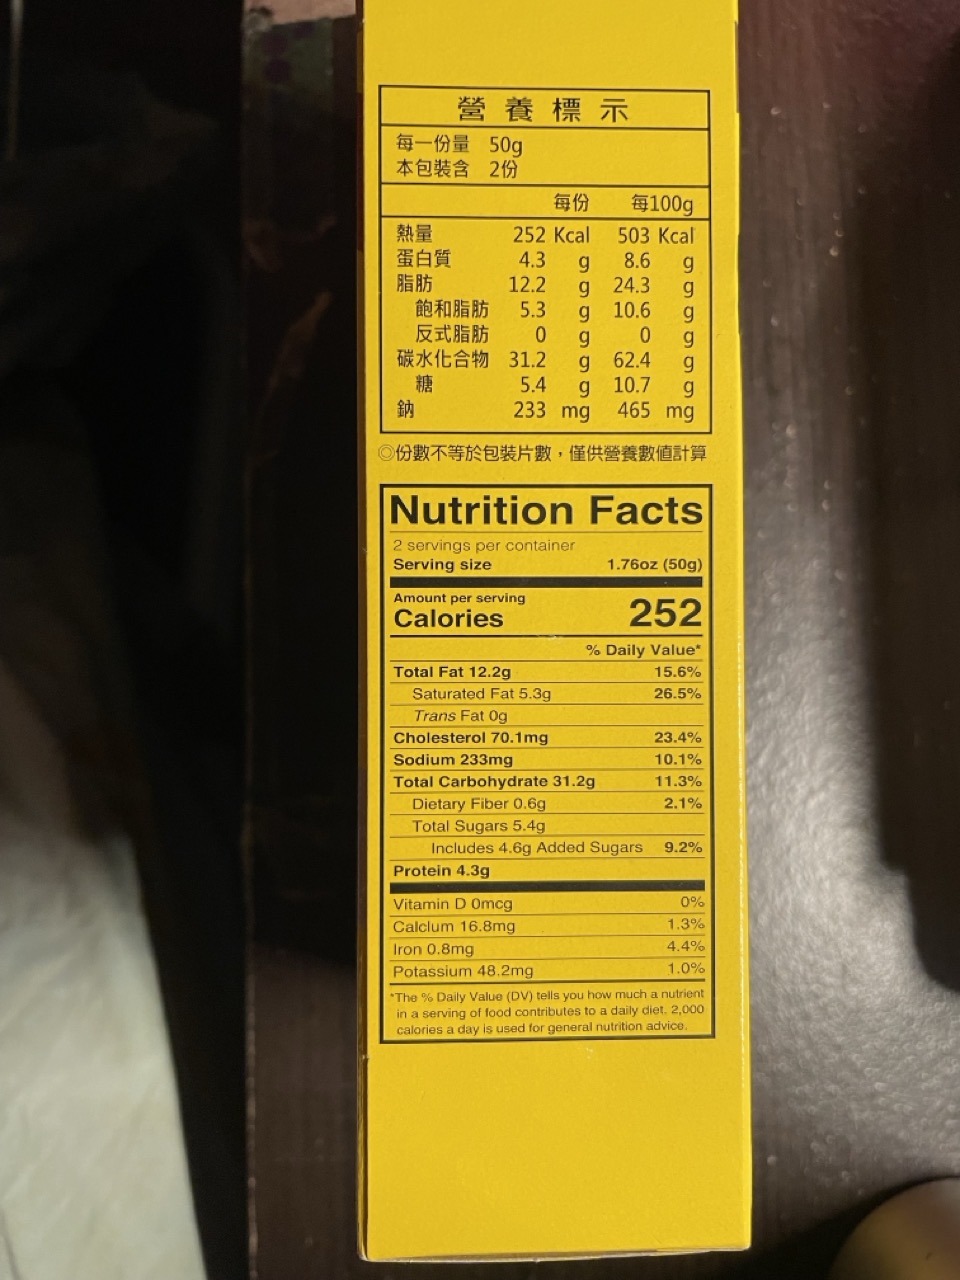 營養標示
每一份量 50g
本包裝含 2份
每份 每100g
熱量 252 Kcal 503 Kcal
蛋白質 4.3 g 8.6 g
脂肪 12.2 g 24.3 g
飽和脂肪 5.3 g 10.6 g
反式脂肪 0 g 0 g
碳水化合物 31.2 g 62.4 g
糖 5.4 g 10.7 g
鈉 233 mg 465 mg
◎份數不等於包裝片數，僅供營養數值計算
Nutrition Facts
2 servings per container
Serving size 1.76oz (50g)
Amount per serving
Calories 252
% Daily Value*
Total Fat 12.2g 15.6%
Saturated Fat 5.3g 26.5%
Trans Fat 0g
Cholesterol 70.1mg 23.4%
Sodium 233mg 10.1%
Total Carbohydrate 31.2g 11.3%
Dietary Fiber 0.6g 2.1%
Total Sugars 5.4g
Includes 4.6g Added Sugars 9.2%
Protein 4.3g
Vitamin D 0mcg 0%
Calcium 16.8mg 1.3%
Iron 0.8mg 4.4%
Potassium 48.2mg 1.0%
*The % Daily Value (DV) tells you how much a nutrient
in a serving of food contributes to a daily diet. 2,000
calories a day is used for general nutrition advice.